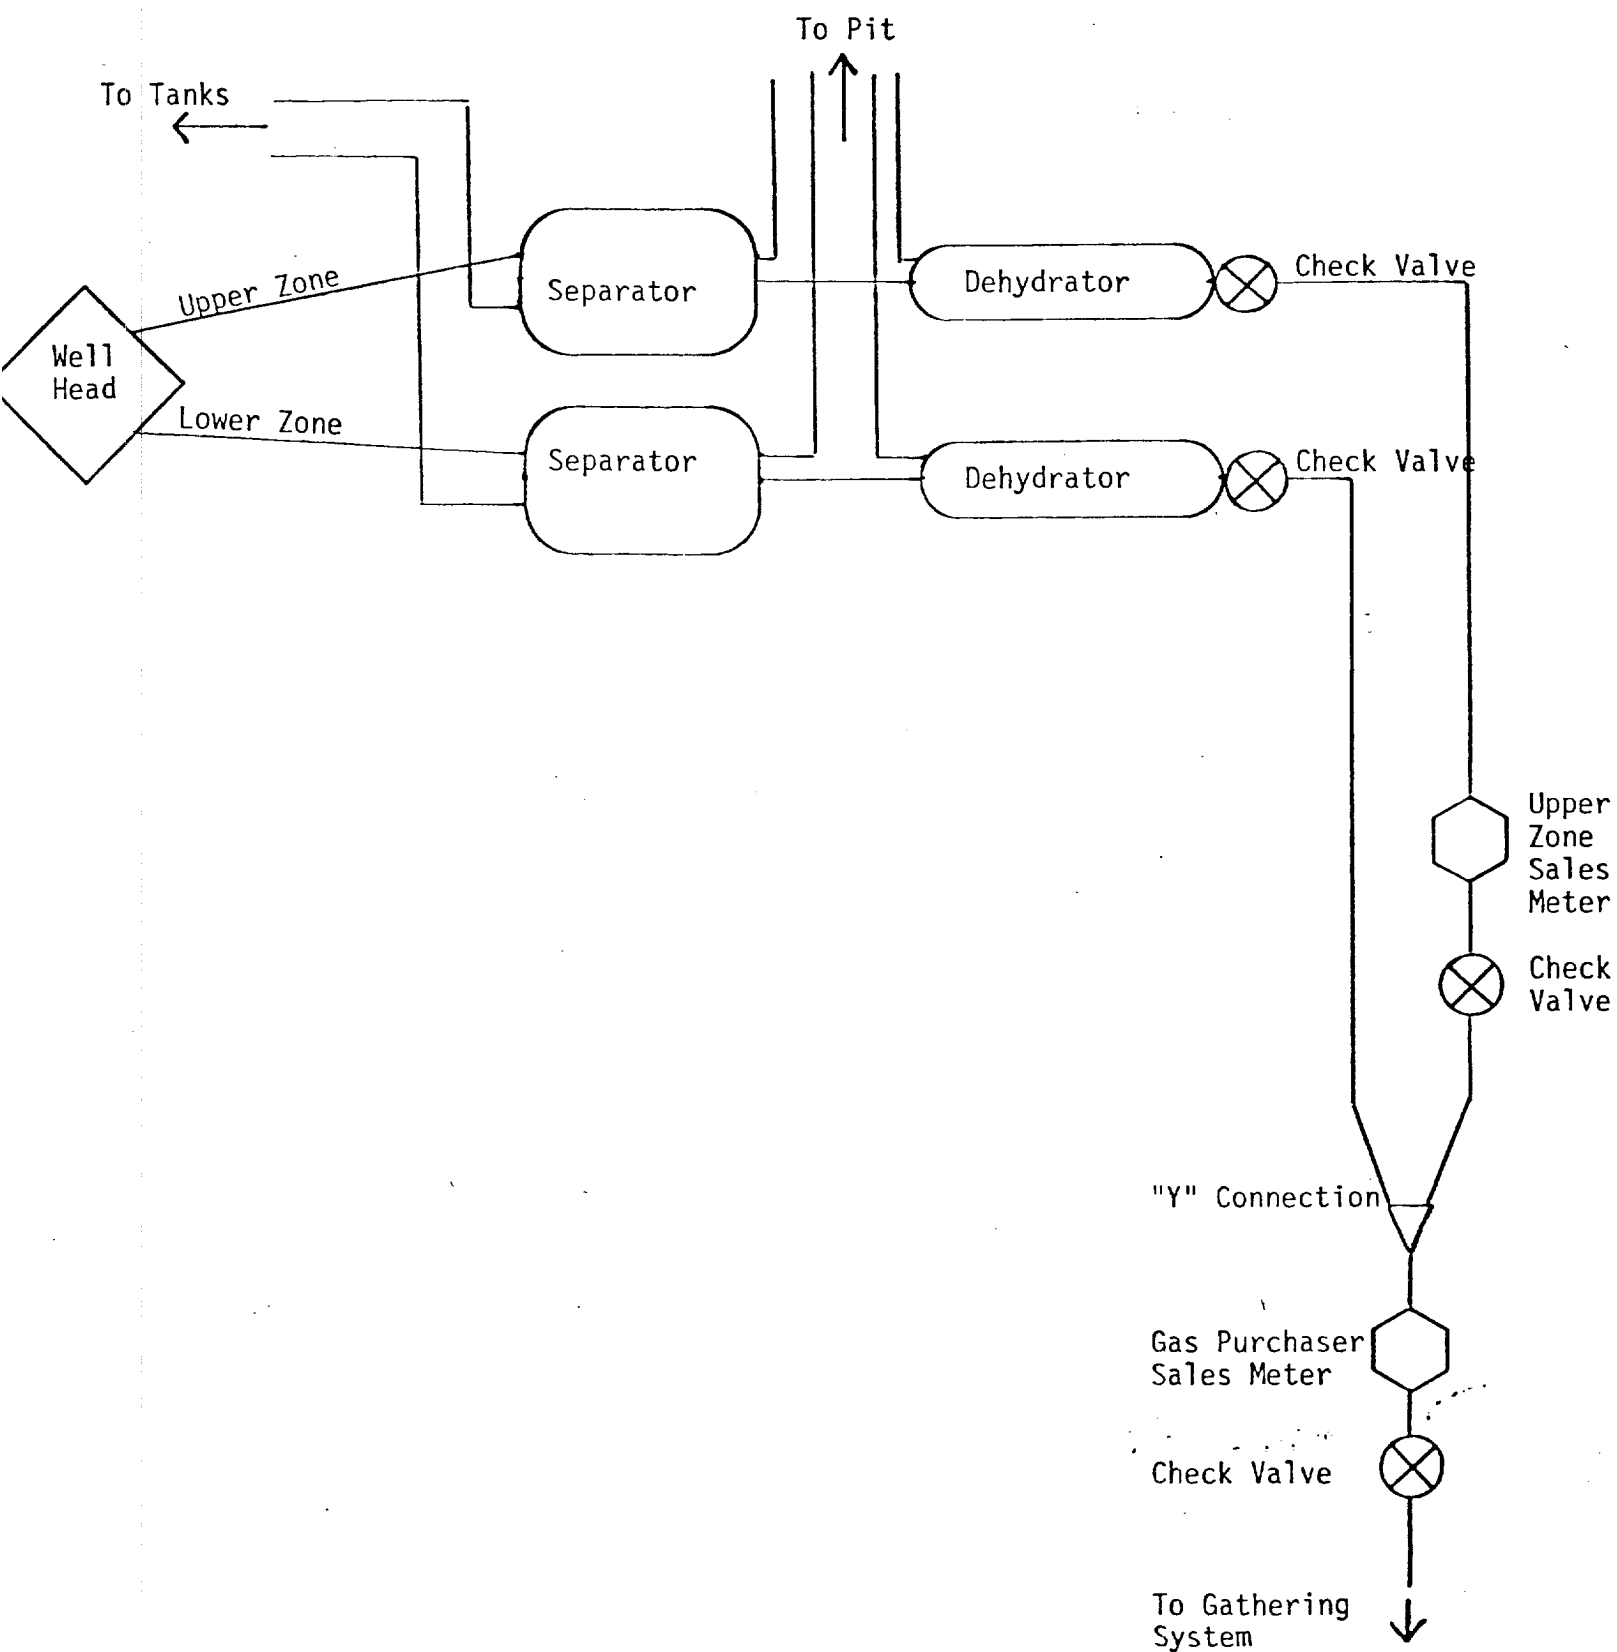 To Pit
To Tanks
Upper Zone
Separator
Dehydrator
Check Valve
Well
Head
Lower Zone
Separator
Dehydrator
Check Valve
Upper
Zone
Sales
Meter
Check
Valve
"Y" Connection
Gas Purchaser
Sales Meter
Check Valve
To Gathering
System